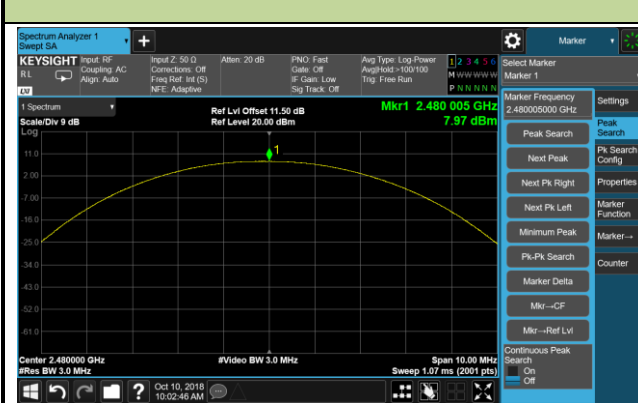 Spectrum Analyzer 1
Swept SA
Marker
KEYSIGHT
RL
Input: RF
Coupling: AC
Align: Auto
Input Z: 50 Ω
Corrections: Off
Freq Ref: Int (S)
NFE: Adaptive
Atten: 20 dB
PNO: Fast
Gate: Off
IF Gain: Low
Sig Track: Off
Avg Type: Log-Power
Avg|Hold:>100/100
Trig: Free Run
1 2 3 4 5 6
M W W W W W
P N N N N N
Select Marker
Marker 1
1 Spectrum
Scale/Div 9 dB
Log
Ref Lvl Offset 11.50 dB
Ref Level 20.00 dBm
Mkr1 2.480 005 GHz
7.97 dBm
Marker Frequency
2.480005000 GHz
Peak Search
Next Peak
Next Pk Right
Next Pk Left
Minimum Peak
Pk-Pk Search
Marker Delta
Mkr→CF
Mkr→Ref Lvl
Continuous Peak
Search
On
Off
Settings
Peak
Search
Pk Search
Config
Properties
Marker
Function
Marker→
Counter
1
11.0
2.00
-7.00
-16.0
-25.0
-34.0
-43.0
-52.0
-61.0
Center 2.480000 GHz
#Res BW 3.0 MHz
#Video BW 3.0 MHz
Span 10.00 MHz
Sweep 1.07 ms (2001 pts)
Oct 10, 2018
10:02:46 AM